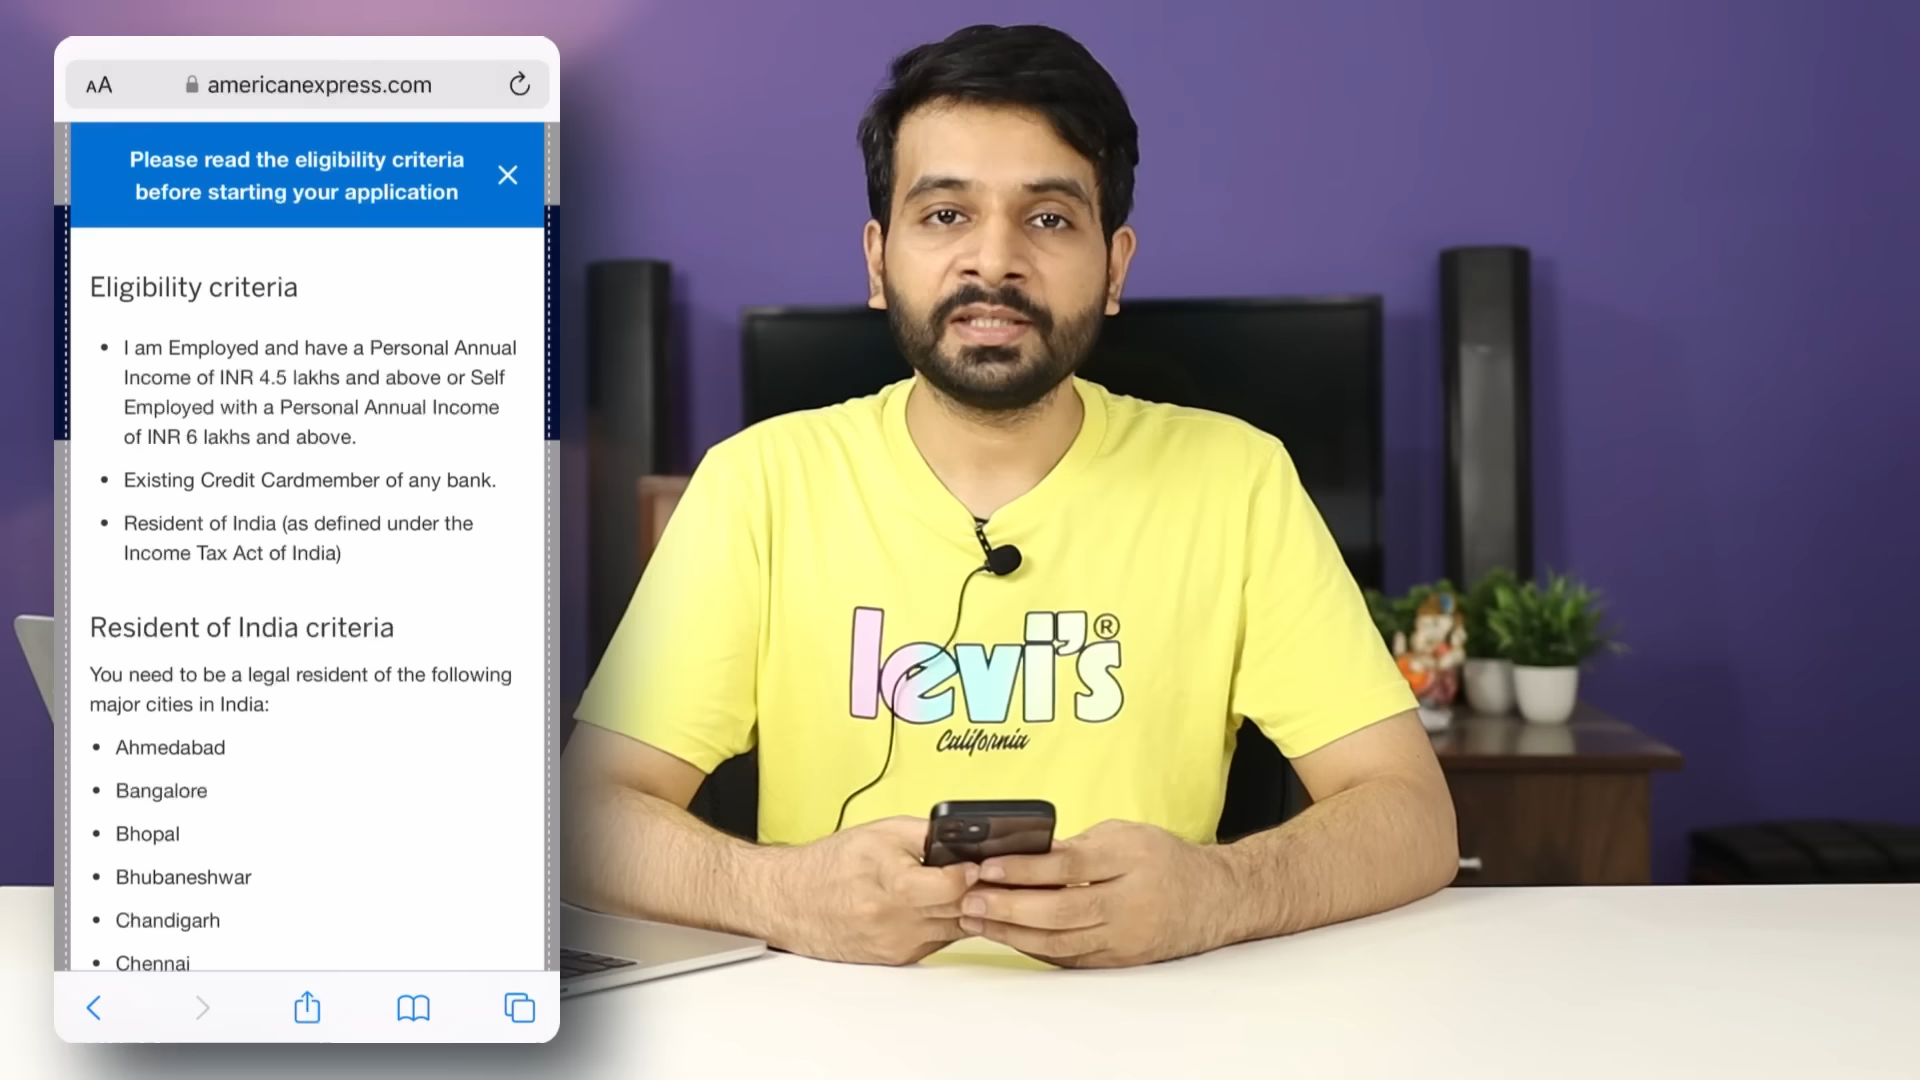 AA americanexpress.com
Please read the eligibility criteria
before starting your application
Eligibility criteria
• I am Employed and have a Personal Annual
Income of INR 4.5 lakhs and above or Self
Employed with a Personal Annual Income
of INR 6 lakhs and above.
• Existing Credit Cardmember of any bank.
• Resident of India (as defined under the
Income Tax Act of India)
Resident of India criteria
You need to be a legal resident of the following
major cities in India:
• Ahmedabad
• Bangalore
• Bhopal
• Bhubaneshwar
• Chandigarh
• Chennai
levi's®
California